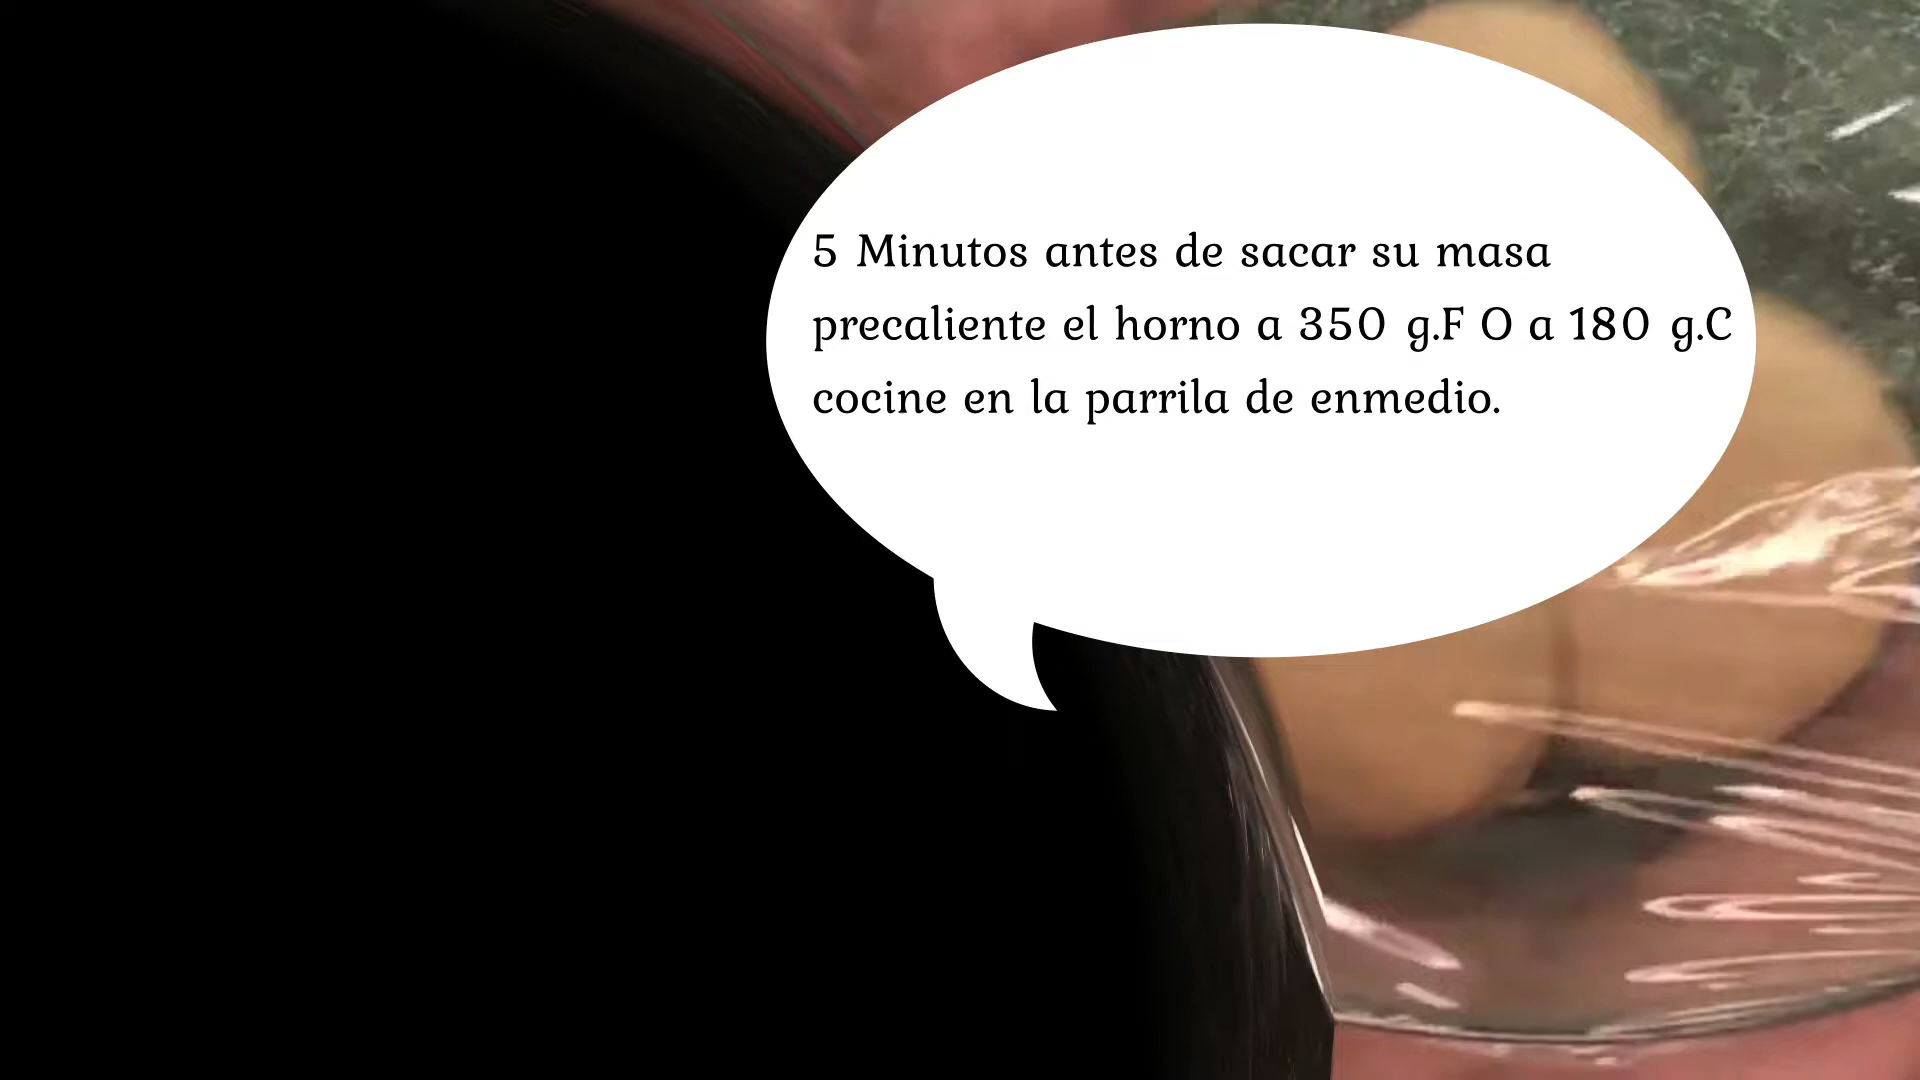 5 Minutos antes de sacar su masa
precaliente el horno a 350 g.F O a 180 g.C
cocine en la parrila de enmedio.